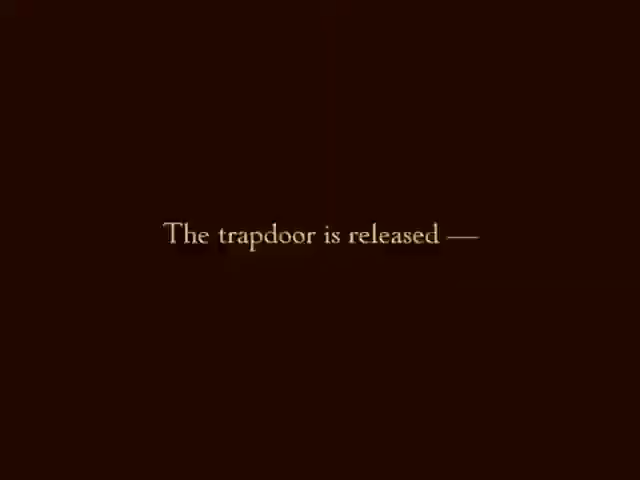 The trapdoor is released —